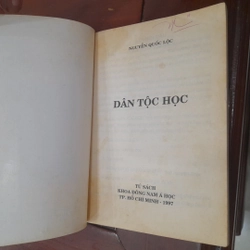 NGUYỄN QUỐC LỘC
DÂN TỘC HỌC
TỦ SÁCH
KHOA ĐÔNG NAM Á HỌC
TP. HỒ CHÍ MINH - 1997